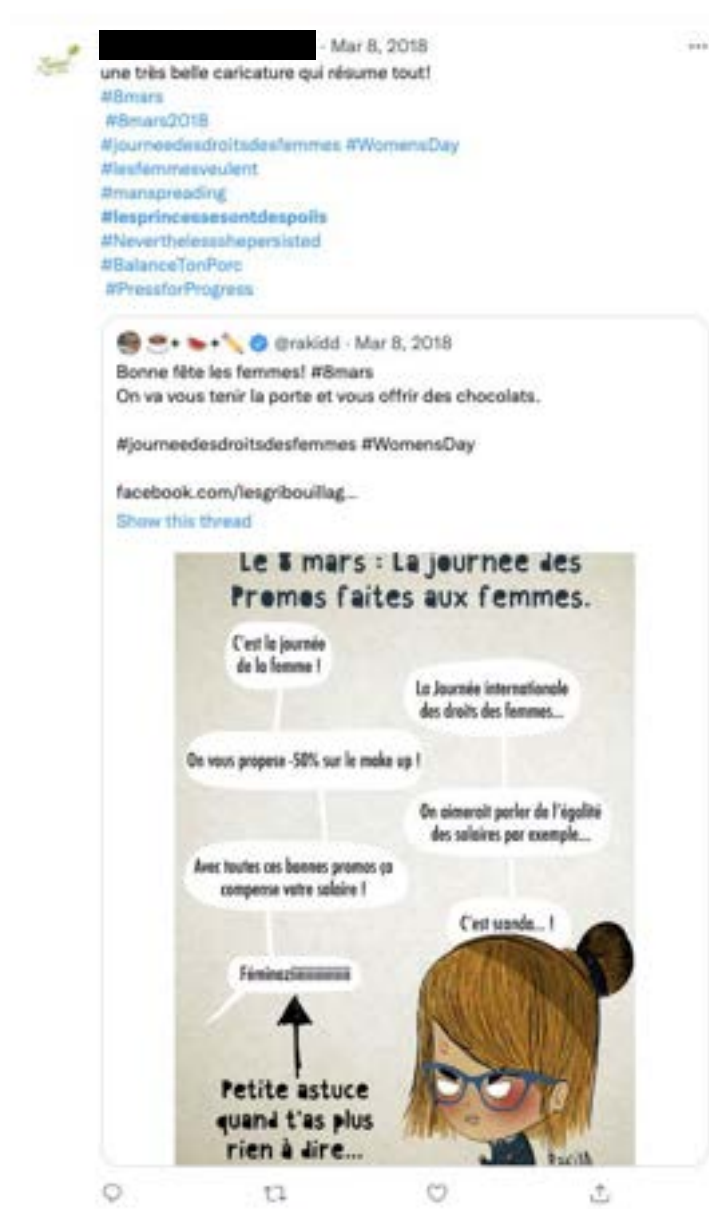 - Mar 8, 2018
une très belle caricature qui résume tout!
#8mars
#8mars2018
#journeedesdroitsdesfemmes #WomensDay
#lesfemmesveulent
#manspreading
#lesprincessesontdespoils
#Neverthelessshepersisted
#BalanceTonPorc
#PressforProgress
@rakidd · Mar 8, 2018
Bonne fête les femmes! #8mars
On va vous tenir la porte et vous offrir des chocolats.
#journeedesdroitsdesfemmes #WomensDay
facebook.com/lesgribouillag...
Show this thread
Le 8 mars : La journée des
Promos faites aux femmes.
C'est la journée
de la femme !
La Journée internationale
des droits des femmes...
On vous propose -50% sur le make up !
On aimerait parler de l'égalité
des salaires par exemple...
Avec toutes ces bonnes promos ça
compense votre salaire !
C'est scanda... !
Féminaziiiiiiiiiiiii
Petite astuce
quand t'as plus
rien à dire...